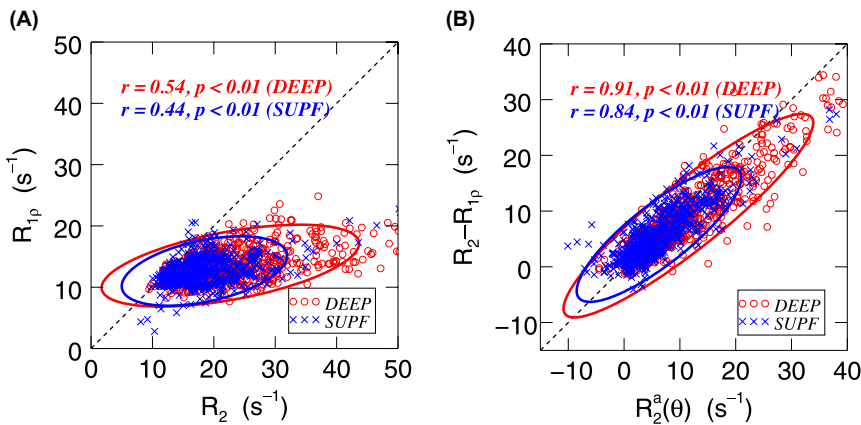 (A)
50
40
30
20
10
0
R1ρ (s−1)
r = 0.54, p < 0.01 (DEEP)
r = 0.44, p < 0.01 (SUPF)
DEEP
SUPF
0 10 20 30 40 50
R2 (s−1)
(B)
40
30
20
10
0
−10
R2−R1ρ (s−1)
r = 0.91, p < 0.01 (DEEP)
r = 0.84, p < 0.01 (SUPF)
DEEP
SUPF
−10 0 10 20 30 40
R2a(θ) (s−1)